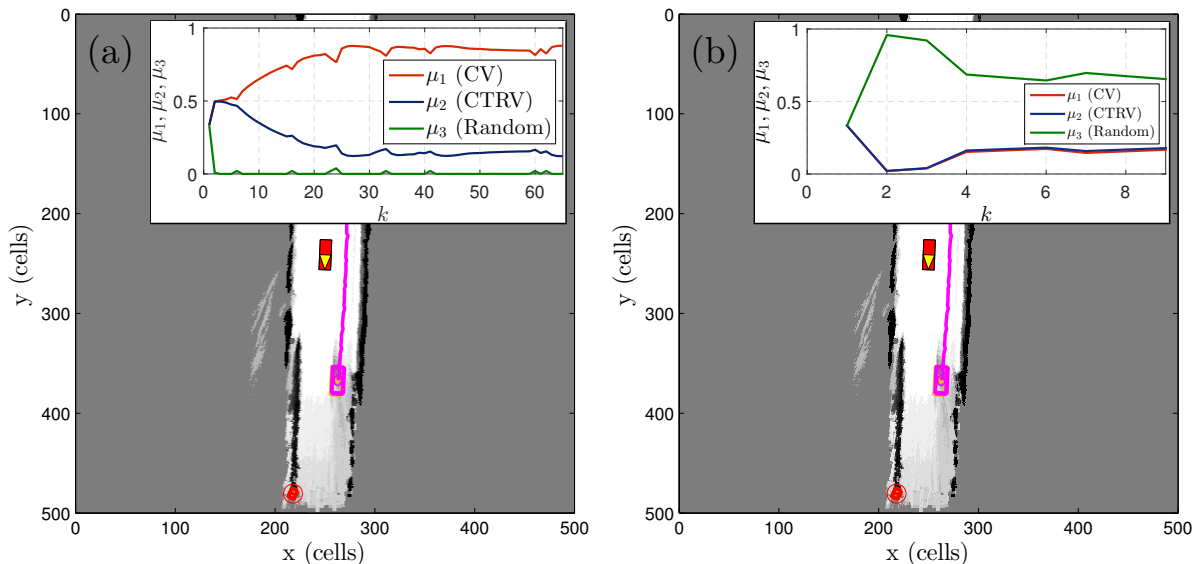 (a)
μ₁, μ₂, μ₃
1
0.5
0
μ₁ (CV)
μ₂ (CTRV)
μ₃ (Random)
0 10 20 30 40 50 60
k
0
100
200
300
400
500
y (cells)
0 100 200 300 400 500
x (cells)
(b)
μ₁, μ₂, μ₃
1
0.5
0
μ₁ (CV)
μ₂ (CTRV)
μ₃ (Random)
0 2 4 6 8
k
0
100
200
300
400
500
y (cells)
0 100 200 300 400 500
x (cells)